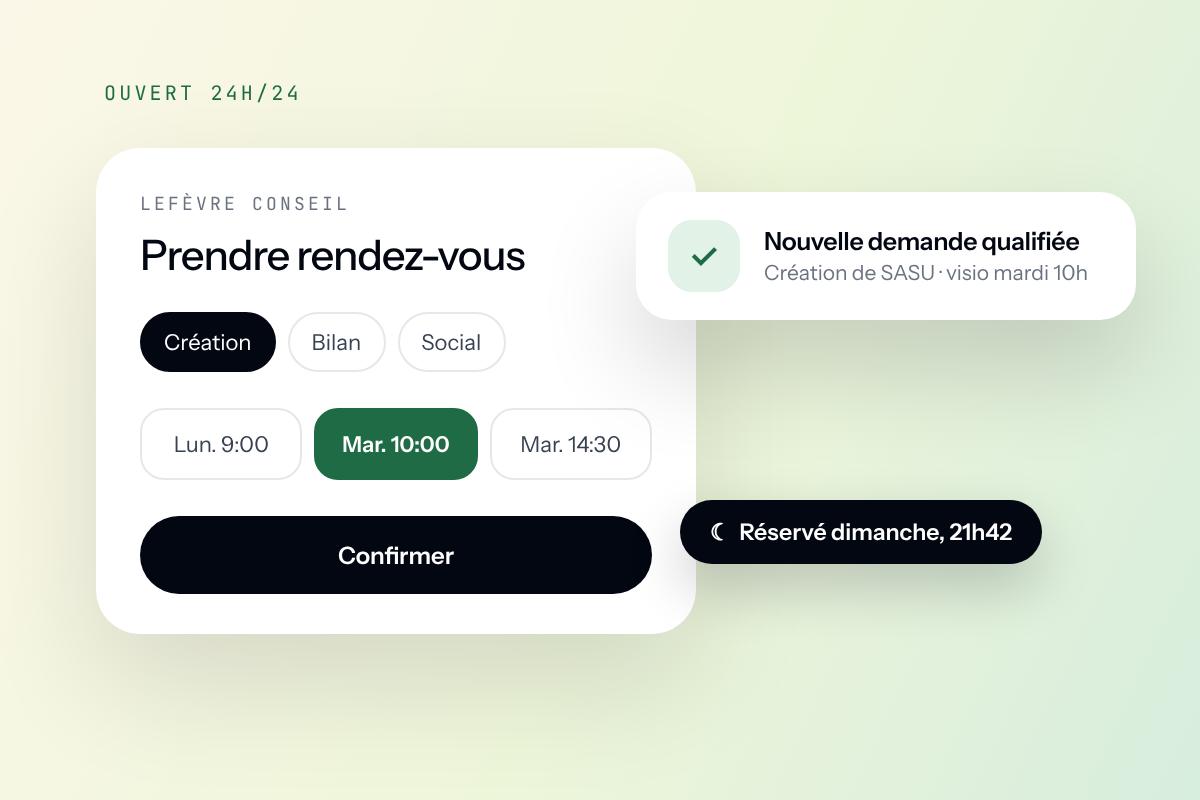 OUVERT 24H/24
LEFÈVRE CONSEIL
Prendre rendez-vous
Création
Bilan
Social
Lun. 9:00
Mar. 10:00
Mar. 14:30
Confirmer
Nouvelle demande qualifiée
Création de SASU · visio mardi 10h
☾ Réservé dimanche, 21h42